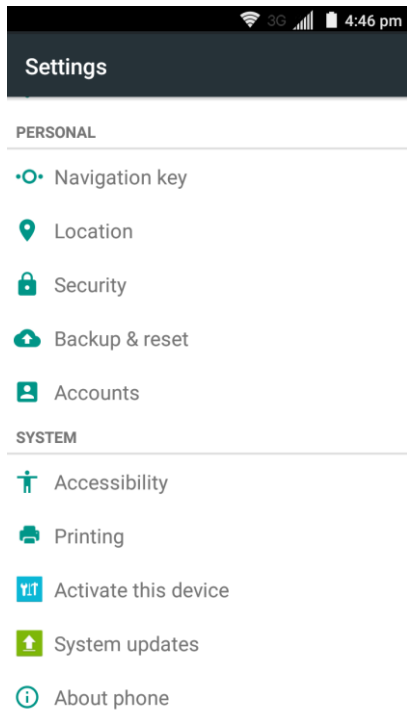 3G 4:46 pm
Settings
PERSONAL
Navigation key
Location
Security
Backup & reset
Accounts
SYSTEM
Accessibility
Printing
Activate this device
System updates
About phone